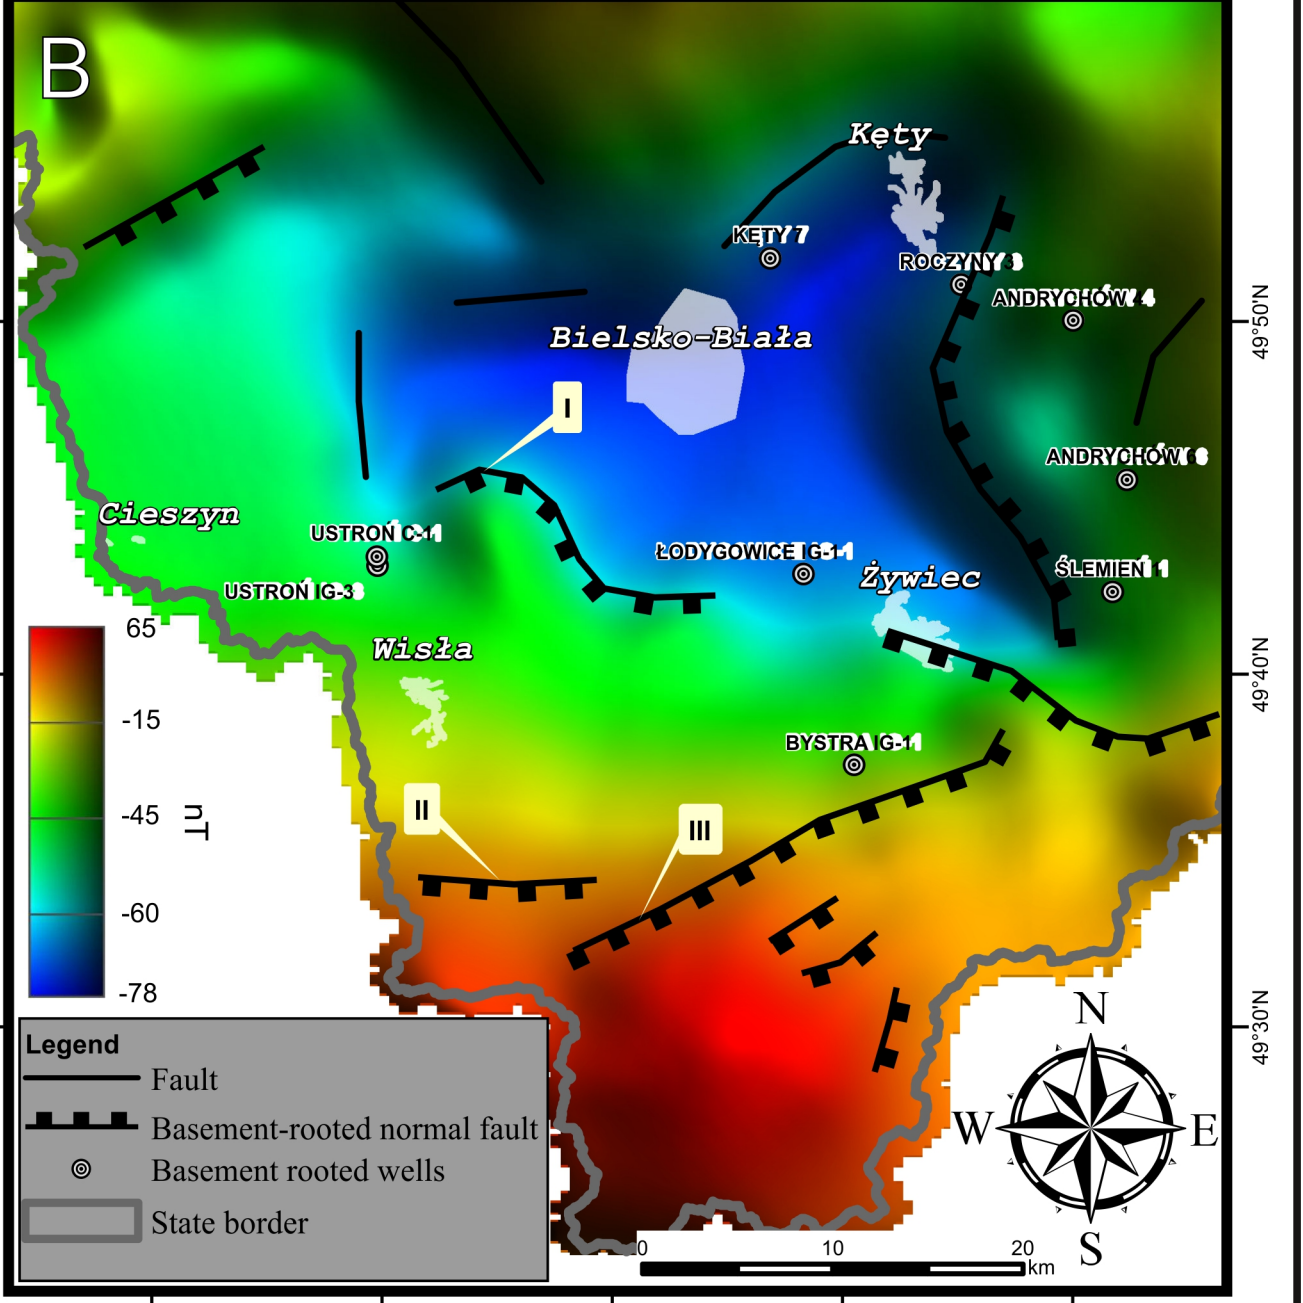 B
Kęty
KĘTY 7
ROCZYNY 3
ANDRYCHÓW 4
49°50'N
Bielsko-Biała
I
ANDRYCHÓW 6
Cieszyn
USTROŃ C-1
ŁODYGOWICE IG-1
Żywiec
ŚLEMIEŃ 1
USTROŃ IG-3
Wisła
49°40'N
BYSTRA IG-1
II
III
65
-15
-45
-60
-78
nT
49°30'N
Legend
Fault
Basement-rooted normal fault
Basement rooted wells
State border
N
W
E
S
0 10 20
km